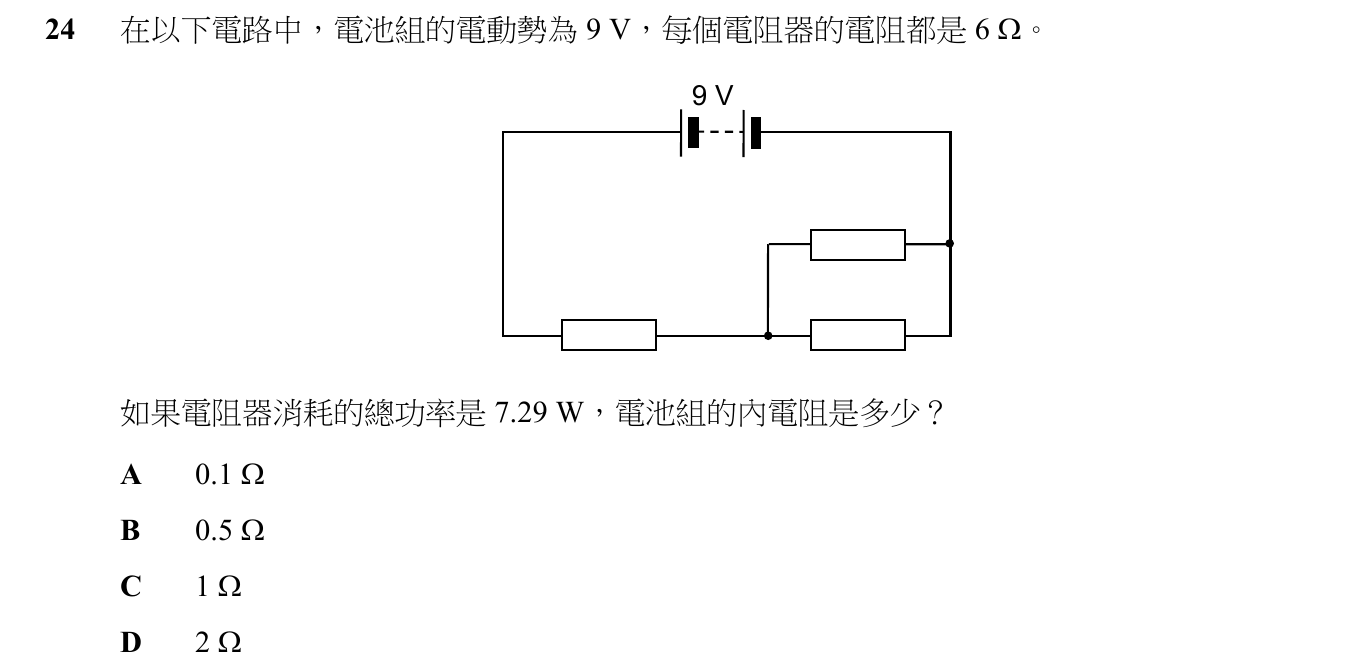 24 在以下電路中，電池組的電動勢為 9 V，每個電阻器的電阻都是 6 Ω。
9 V
如果電阻器消耗的總功率是 7.29 W，電池組的內電阻是多少？
A 0.1 Ω
B 0.5 Ω
C 1 Ω
D 2 Ω